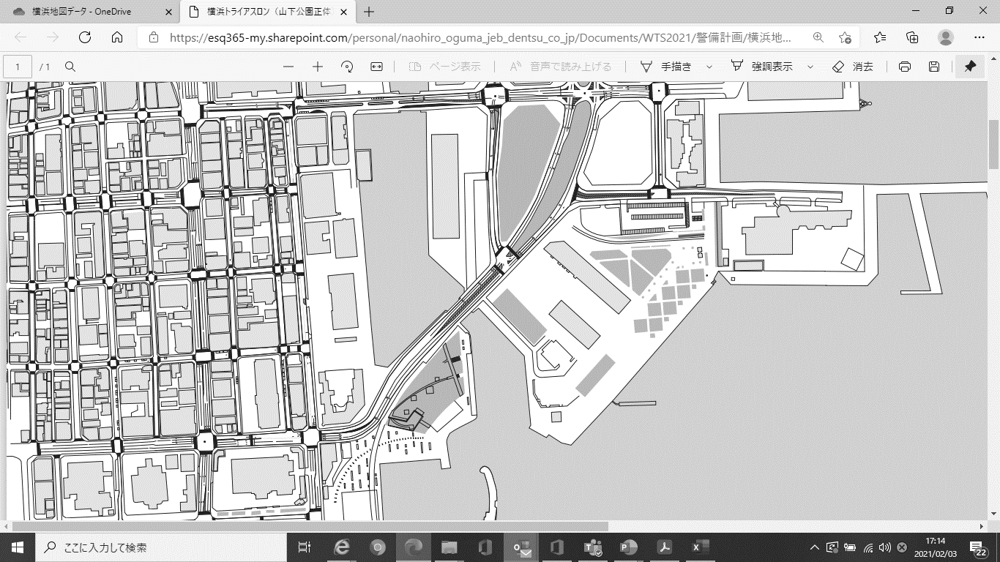 横浜地図データ - OneDrive
横浜トライアスロン（山下公園正体
https://esq365-my.sharepoint.com/personal/naohiro_oguma_jeb_dentsu_co_jp/Documents/WTS2021/警備計画/横浜地...
1 / 1 ページ表示 音声で読み上げる 手描き 強調表示 消去
ここに入力して検索
17:14
2021/02/03
22